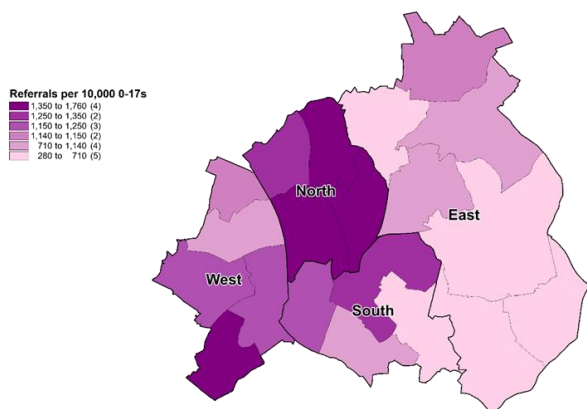 Referrals per 10,000 0-17s
1,350 to 1,760 (4)
1,250 to 1,350 (2)
1,150 to 1,250 (3)
1,140 to 1,150 (2)
710 to 1,140 (4)
280 to 710 (5)
North
East
West
South